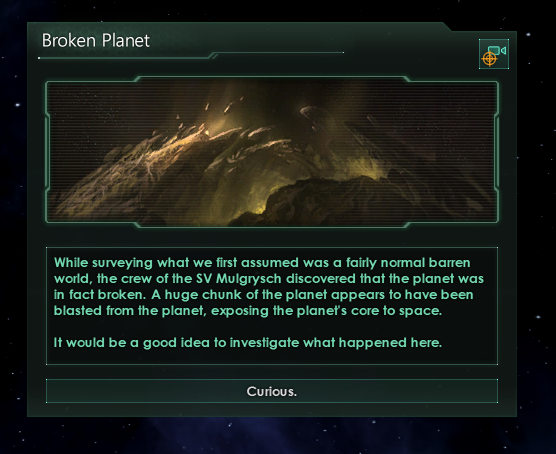 Broken Planet
While surveying what we first assumed was a fairly normal barren
world, the crew of the SV Mulgrysch discovered that the planet was
in fact broken. A huge chunk of the planet appears to have been
blasted from the planet, exposing the planet's core to space.
It would be a good idea to investigate what happened here.
Curious.